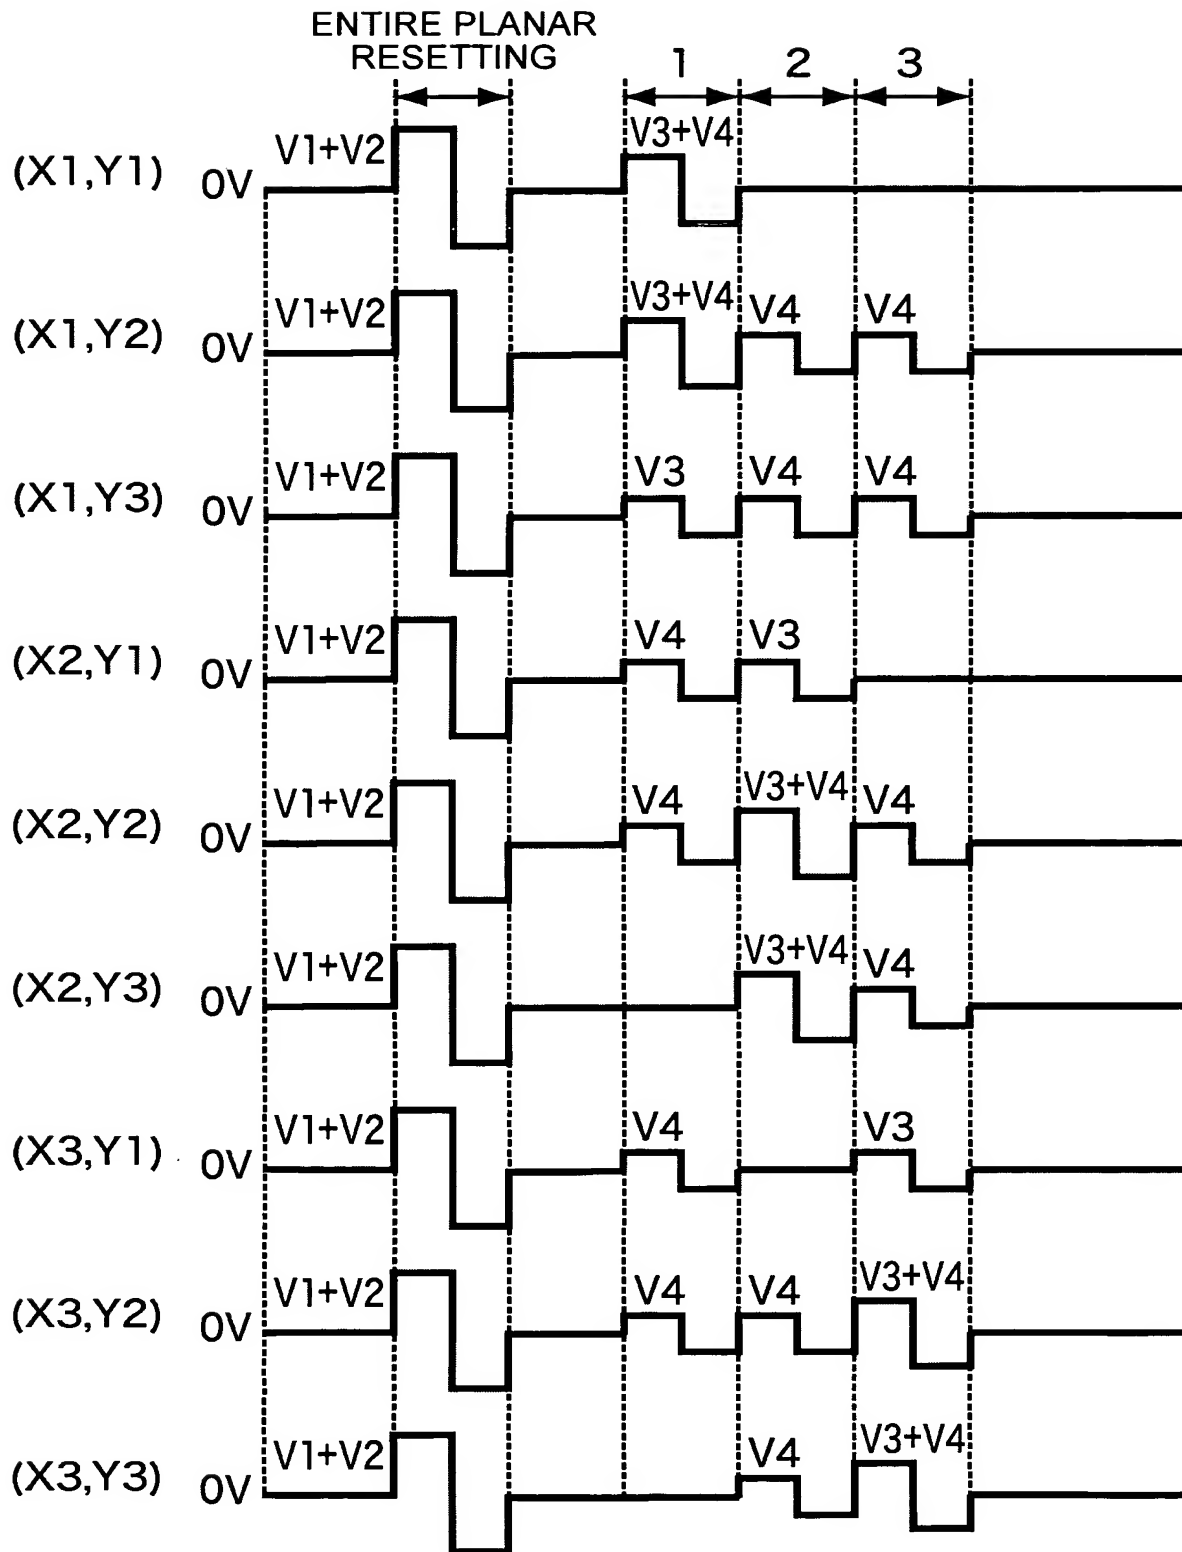 ENTIRE PLANAR
RESETTING
1 2 3
(X1,Y1) 0V V1+V2 V3+V4
(X1,Y2) 0V V1+V2 V3+V4 V4 V4
(X1,Y3) 0V V1+V2 V3 V4 V4
(X2,Y1) 0V V1+V2 V4 V3
(X2,Y2) 0V V1+V2 V4 V3+V4 V4
(X2,Y3) 0V V1+V2 V3+V4 V4
(X3,Y1) 0V V1+V2 V4 V3
(X3,Y2) 0V V1+V2 V4 V4 V3+V4
(X3,Y3) 0V V1+V2 V4 V3+V4